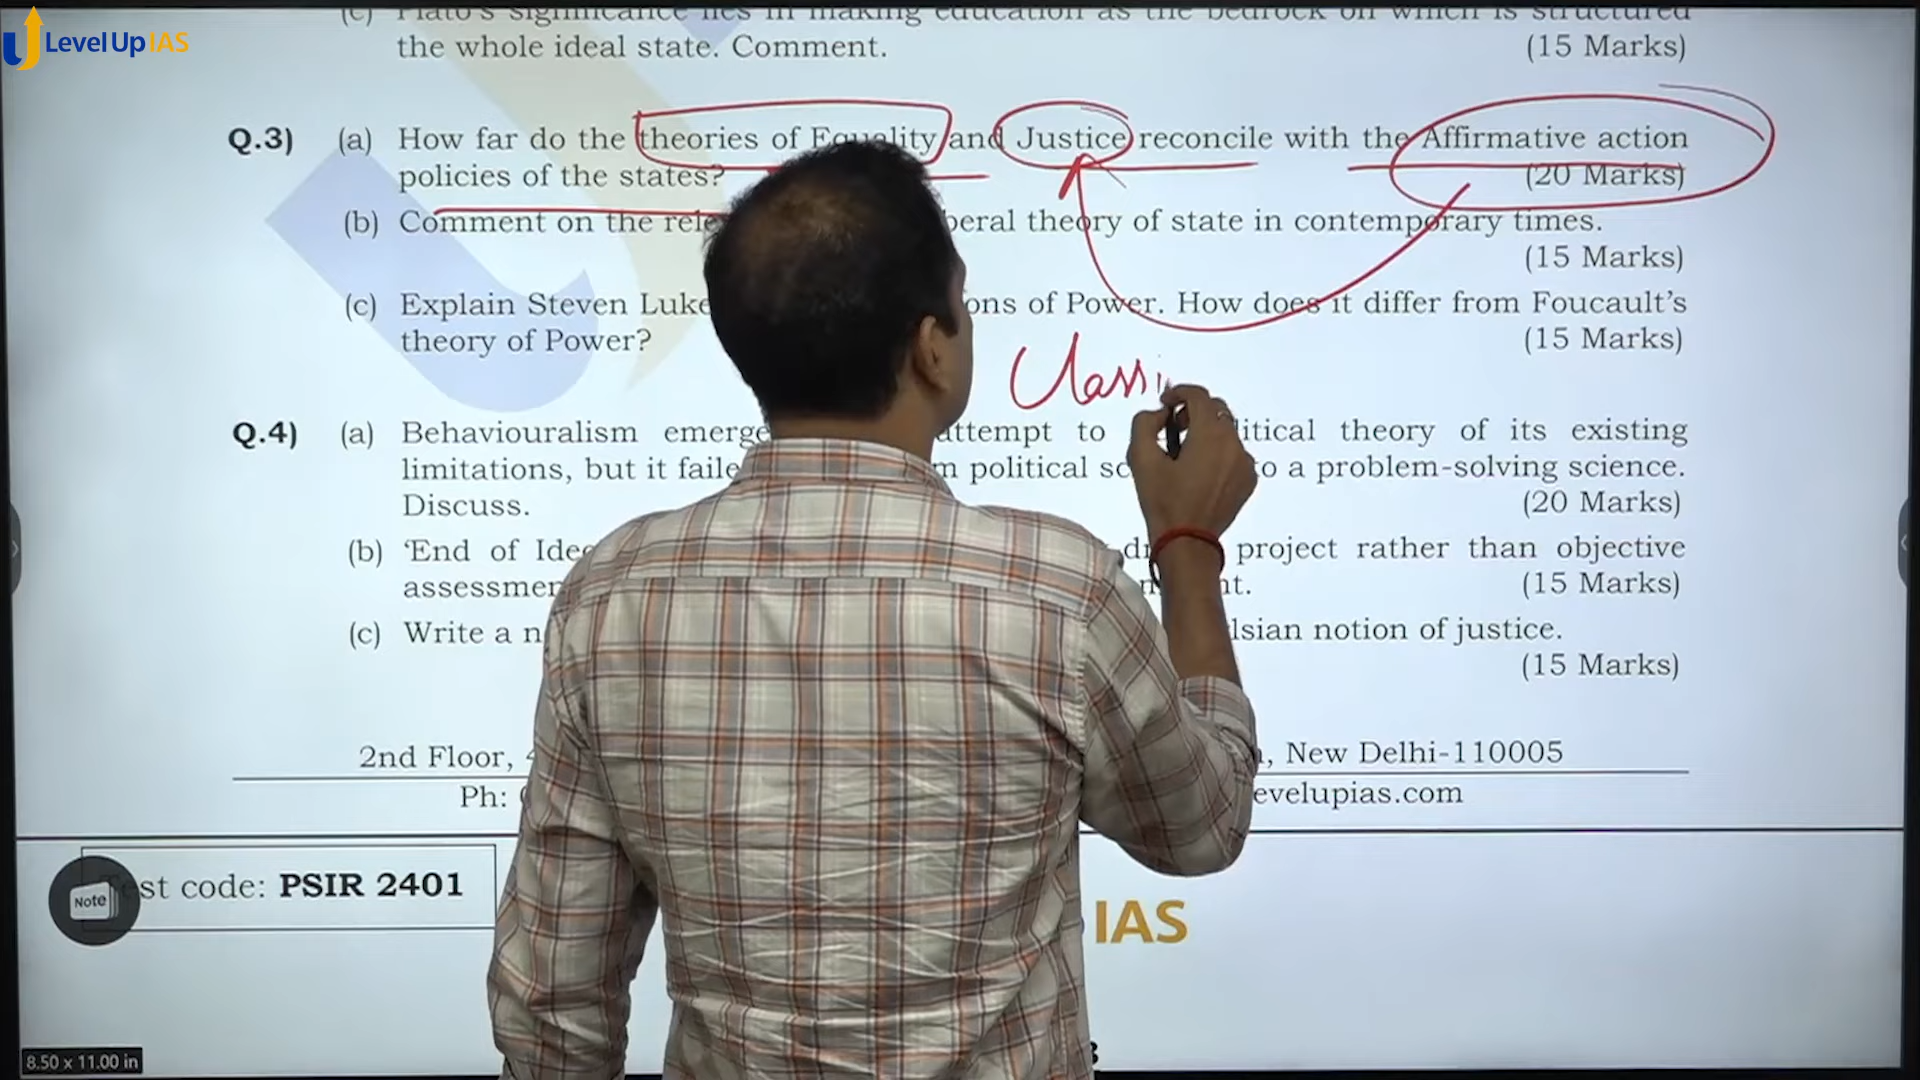 Level Up IAS
(c) Plato's significance lies in making education as the bedrock on which is structured
the whole ideal state. Comment. (15 Marks)
Q.3) (a) How far do the theories of Equality and Justice reconcile with the Affirmative action
policies of the states? (20 Marks)
(b) Comment on the rele beral theory of state in contemporary times.
(15 Marks)
(c) Explain Steven Luke ons of Power. How does it differ from Foucault's
theory of Power? (15 Marks)
Classi
Q.4) (a) Behaviouralism emerge attempt to itical theory of its existing
limitations, but it faile m political sc to a problem-solving science.
Discuss. (20 Marks)
(b) 'End of Ide project rather than objective
assessmen t. (15 Marks)
(c) Write a n lsian notion of justice.
(15 Marks)
2nd Floor, New Delhi-110005
Ph: evelupias.com
st code: PSIR 2401
Note
IAS
8.50 x 11.00 in